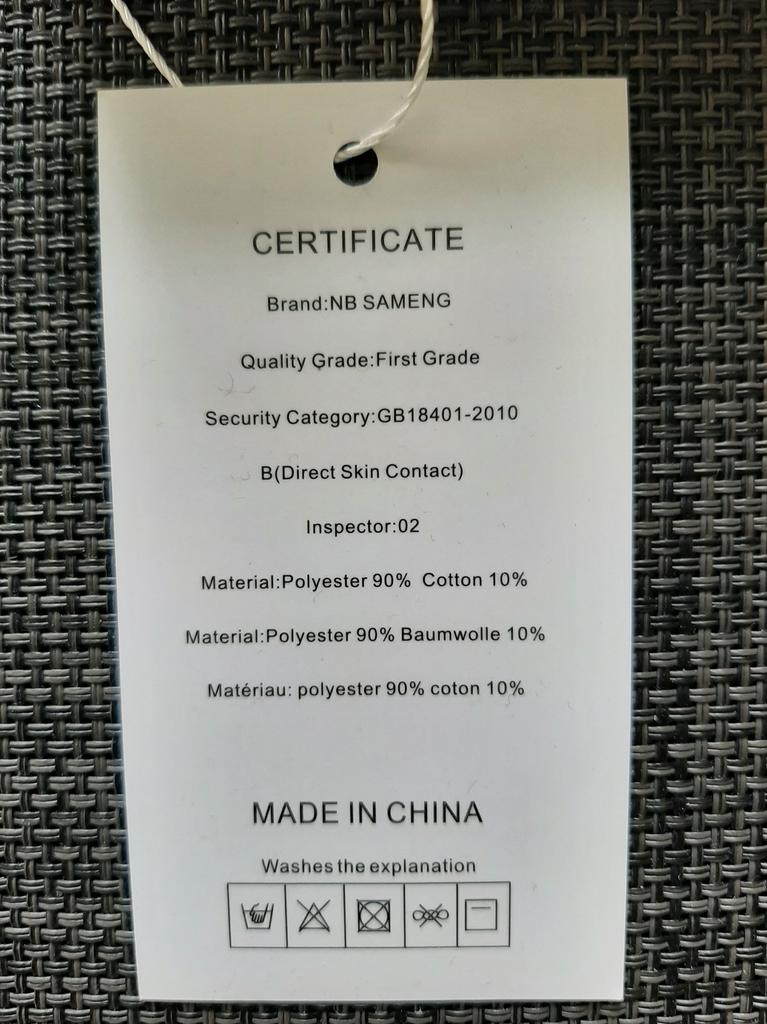 CERTIFICATE
Brand:NB SAMENG
Quality Grade:First Grade
Security Category:GB18401-2010
B(Direct Skin Contact)
Inspector:02
Material:Polyester 90% Cotton 10%
Material:Polyester 90% Baumwolle 10%
Matériau: polyester 90% coton 10%
MADE IN CHINA
Washes the explanation